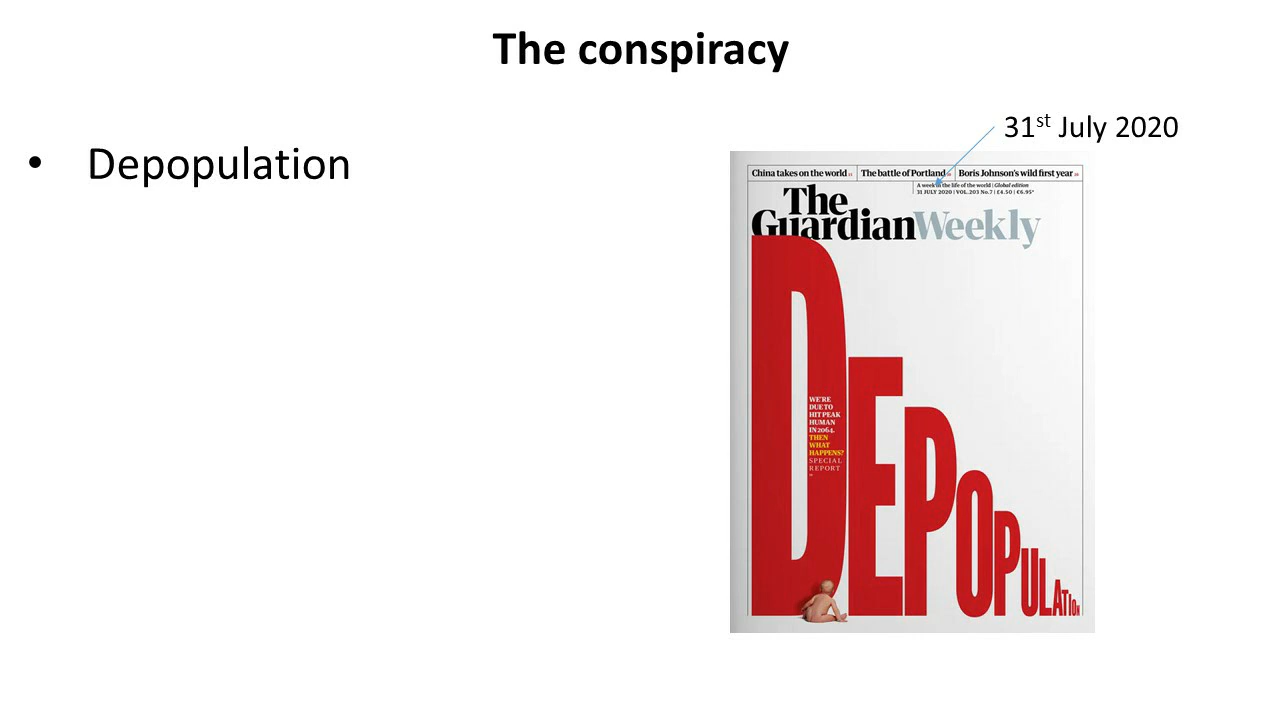 The conspiracy
31st July 2020
• Depopulation
China takes on the world
The battle of Portland
Boris Johnson's wild first year
A week in the life of the world | Global edition
31 JULY 2020 | VOL.203 No.7 | £4.50 | €6.95*
The
GuardianWeekly
DEPOPULATION
WE'RE
DUE TO
HIT PEAK
HUMAN
IN 2064.
THEN
WHAT
HAPPENS?
SPECIAL
REPORT